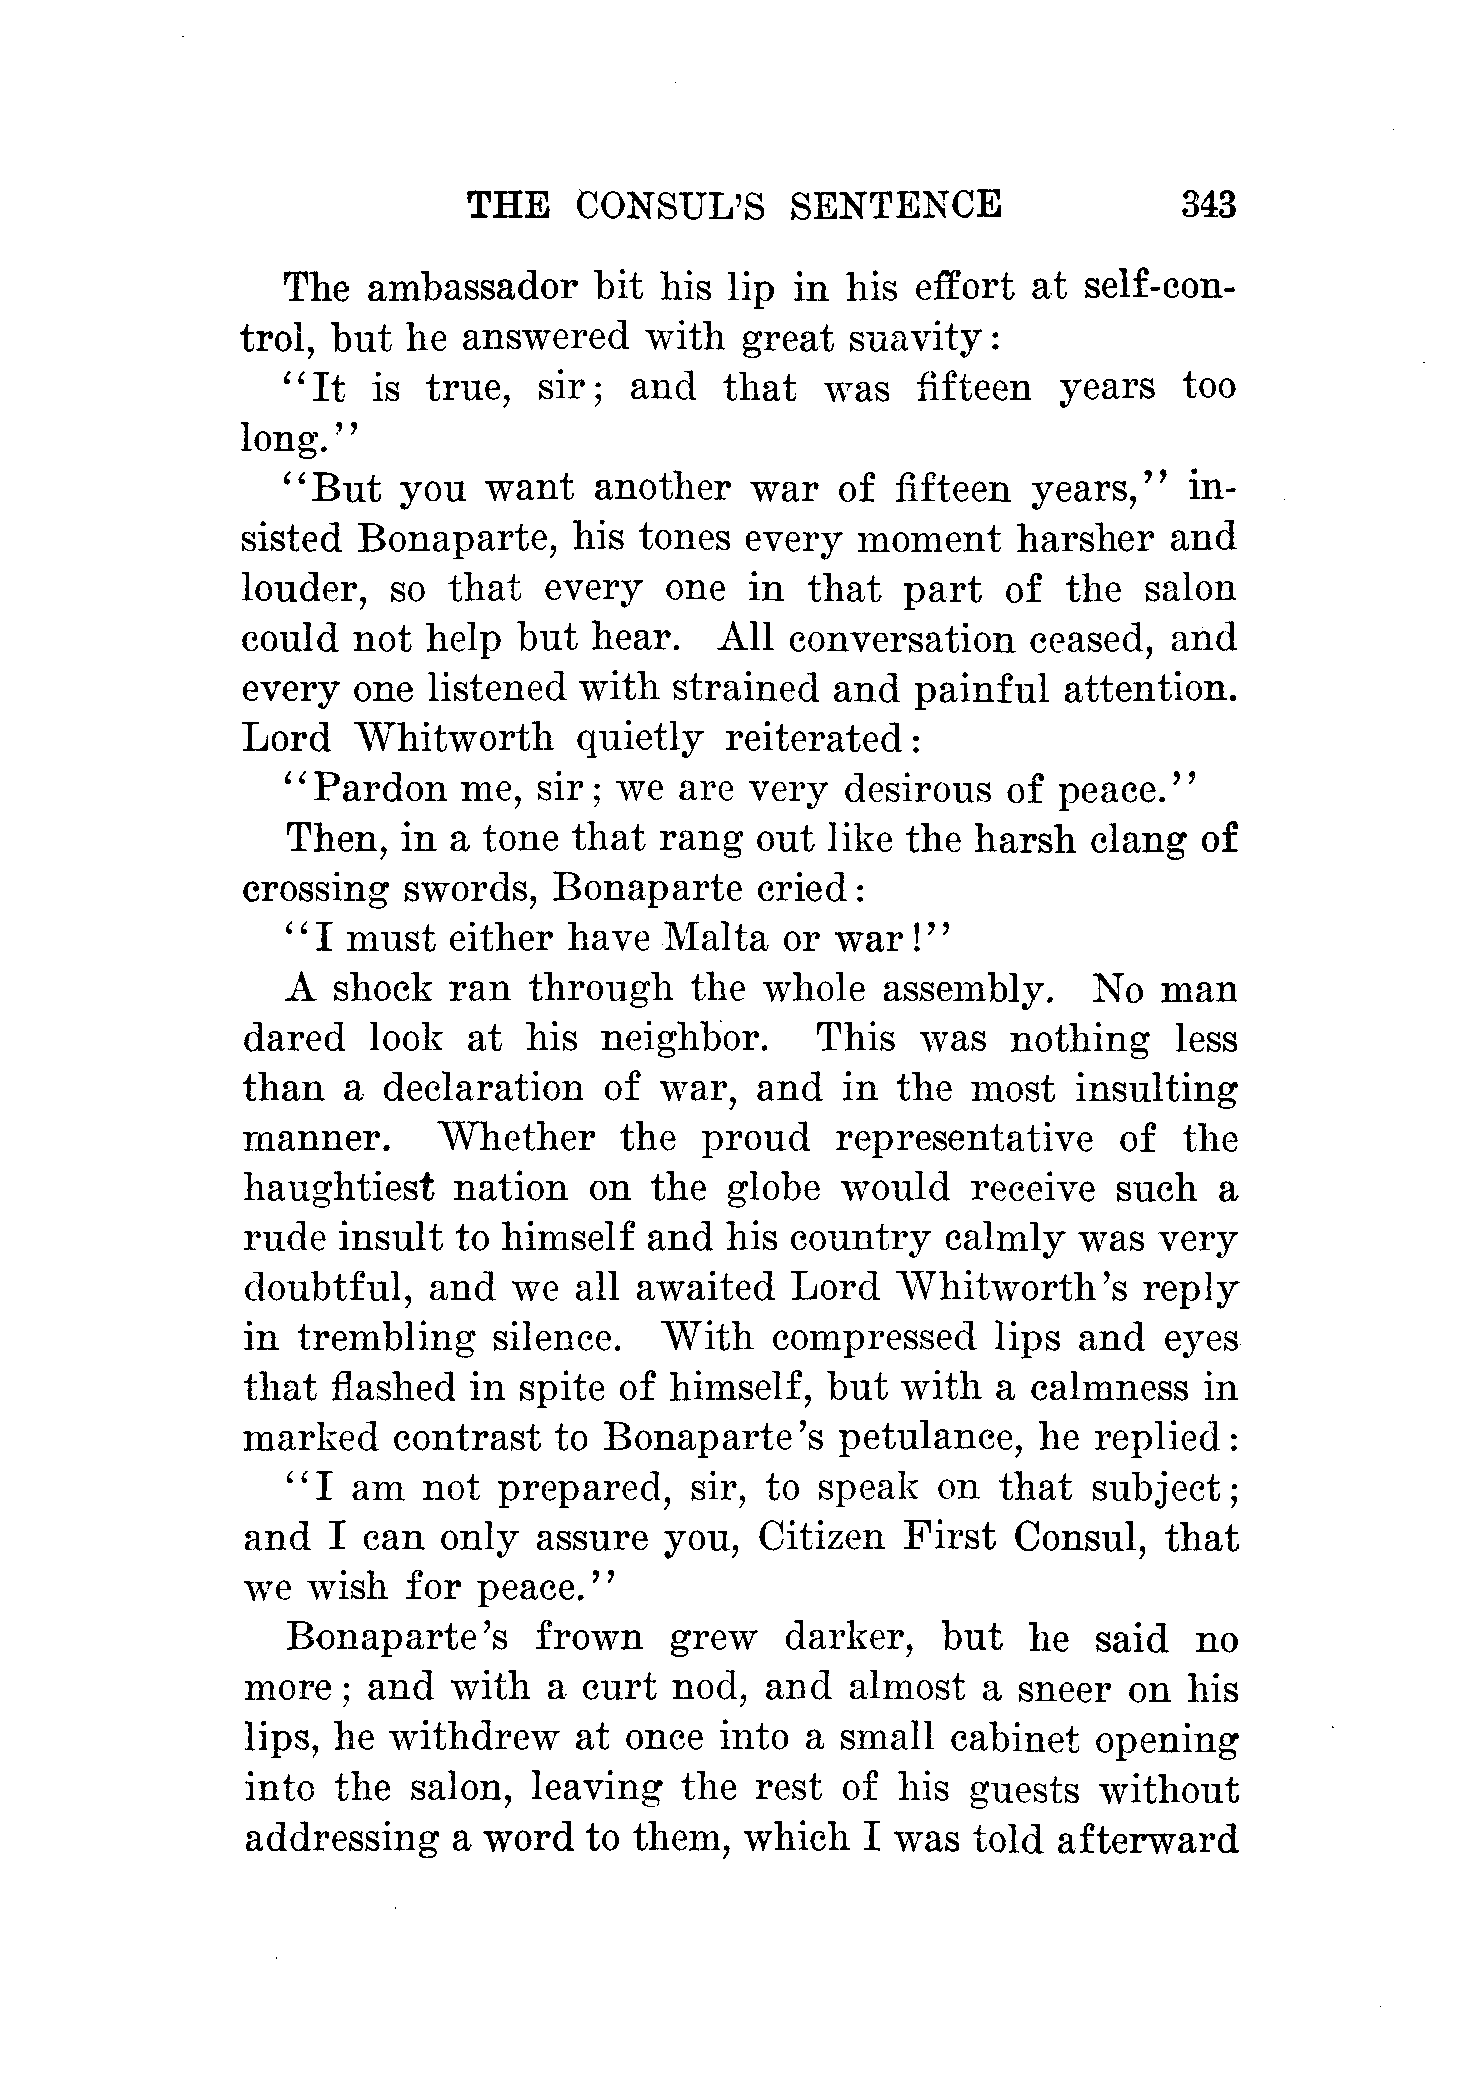 THE CONSUL'S SENTENCE 343
The ambassador bit his lip in his effort at self-con-
trol, but he answered with great suavity:
"It is true, sir; and that was fifteen years too
long."
"But you want another war of fifteen years," in-
sisted Bonaparte, his tones every moment harsher and
louder, so that every one in that part of the salon
could not help but hear. All conversation ceased, and
every one listened with strained and painful attention.
Lord Whitworth quietly reiterated:
"Pardon me, sir; we are very desirous of peace."
Then, in a tone that rang out like the harsh clang of
crossing swords, Bonaparte cried:
"I must either have Malta or war!"
A shock ran through the whole assembly. No man
dared look at his neighbor. This was nothing less
than a declaration of war, and in the most insulting
manner. Whether the proud representative of the
haughtiest nation on the globe would receive such a
rude insult to himself and his country calmly was very
doubtful, and we all awaited Lord Whitworth's reply
in trembling silence. With compressed lips and eyes
that flashed in spite of himself, but with a calmness in
marked contrast to Bonaparte's petulance, he replied:
"I am not prepared, sir, to speak on that subject;
and I can only assure you, Citizen First Consul, that
we wish for peace."
Bonaparte's frown grew darker, but he said no
more; and with a curt nod, and almost a sneer on his
lips, he withdrew at once into a small cabinet opening
into the salon, leaving the rest of his guests without
addressing a word to them, which I was told afterward